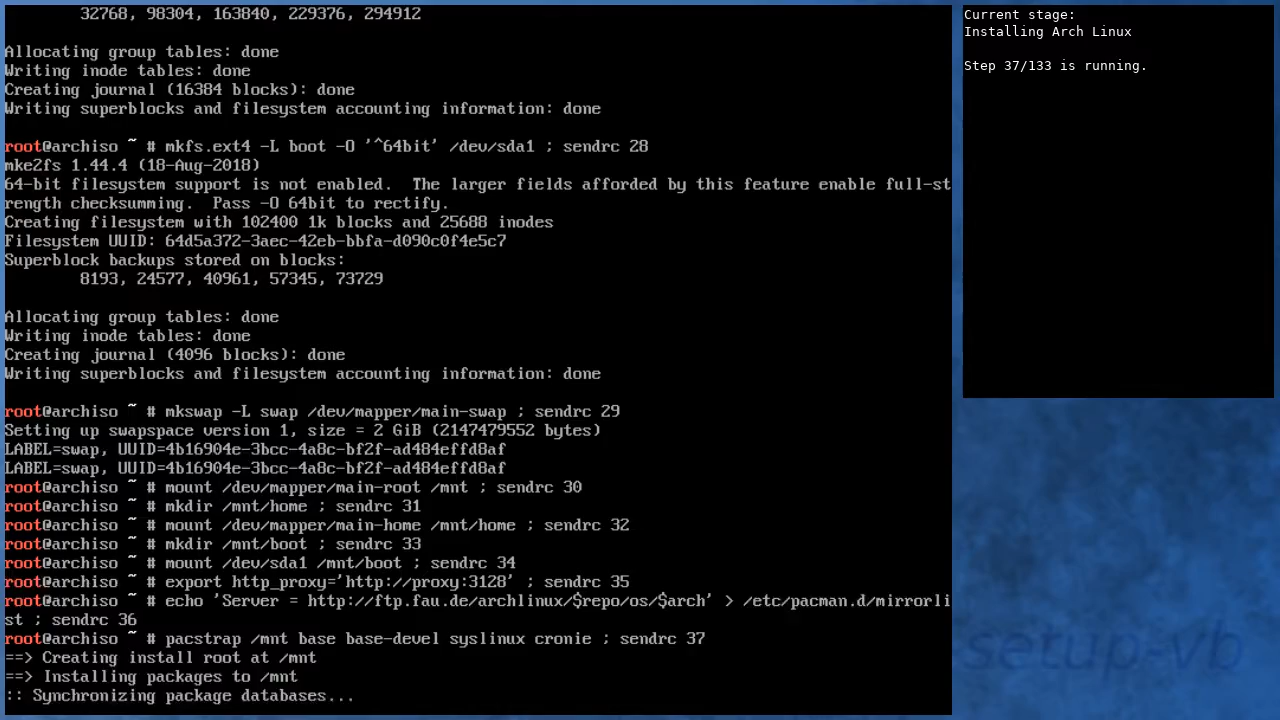 32768, 98304, 163840, 229376, 294912
Allocating group tables: done
Writing inode tables: done
Creating journal (16384 blocks): done
Writing superblocks and filesystem accounting information: done
root@archiso ~ # mkfs.ext4 -L boot -O '^64bit' /dev/sda1 ; sendrc 28
mke2fs 1.44.4 (18-Aug-2018)
64-bit filesystem support is not enabled.  The larger fields afforded by this feature enable full-st
rength checksumming.  Pass -O 64bit to rectify.
Creating filesystem with 102400 1k blocks and 25688 inodes
Filesystem UUID: 64d5a372-3aec-42eb-bbfa-d090c0f4e5c7
Superblock backups stored on blocks:
        8193, 24577, 40961, 57345, 73729
Allocating group tables: done
Writing inode tables: done
Creating journal (4096 blocks): done
Writing superblocks and filesystem accounting information: done
root@archiso ~ # mkswap -L swap /dev/mapper/main-swap ; sendrc 29
Setting up swapspace version 1, size = 2 GiB (2147479552 bytes)
LABEL=swap, UUID=4b16904e-3bcc-4a8c-bf2f-ad484effd8af
LABEL=swap, UUID=4b16904e-3bcc-4a8c-bf2f-ad484effd8af
root@archiso ~ # mount /dev/mapper/main-root /mnt ; sendrc 30
root@archiso ~ # mkdir /mnt/home ; sendrc 31
root@archiso ~ # mount /dev/mapper/main-home /mnt/home ; sendrc 32
root@archiso ~ # mkdir /mnt/boot ; sendrc 33
root@archiso ~ # mount /dev/sda1 /mnt/boot ; sendrc 34
root@archiso ~ # export http_proxy='http://proxy:3128' ; sendrc 35
root@archiso ~ # echo 'Server = http://ftp.fau.de/archlinux/$repo/os/$arch' > /etc/pacman.d/mirrorli
st ; sendrc 36
root@archiso ~ # pacstrap /mnt base base-devel syslinux cronie ; sendrc 37
==> Creating install root at /mnt
==> Installing packages to /mnt
:: Synchronizing package databases...
Current stage:
Installing Arch Linux
Step 37/133 is running.
setup-vb